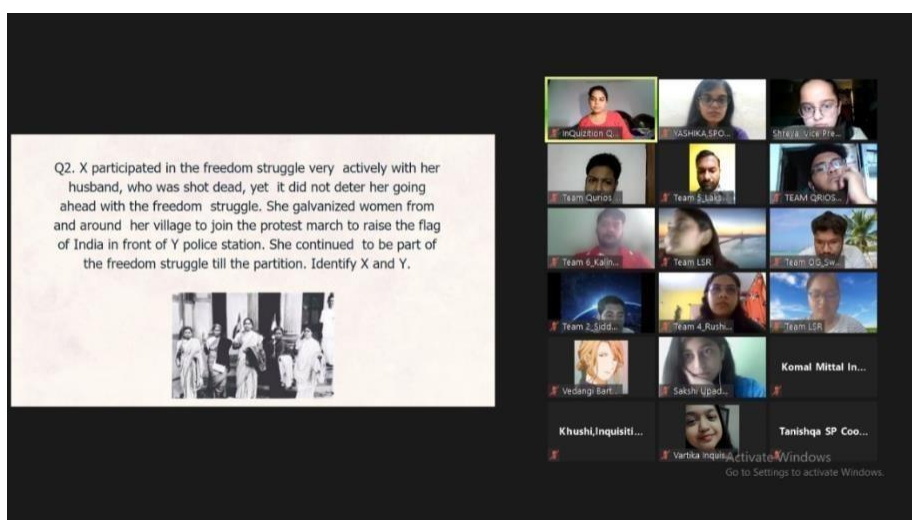 Q2. X participated in the freedom struggle very actively with her
husband, who was shot dead, yet it did not deter her going
ahead with the freedom struggle. She galvanized women from
and around her village to join the protest march to raise the flag
of India in front of Y police station. She continued to be part of
the freedom struggle till the partition. Identify X and Y.
InQuizition Q...
YASHIKA,SPO...
Shreya, Vice Pre...
Team Qurios
Team 5_Laks...
TEAM QRIOS...
Team 6_Kalin...
Team LSR
Team OG_Sw...
Team 2_Sidd...
Team 4_Rushi...
Team LSR
Vedangi Bart...
Sakshi Upad...
Komal Mittal In...
Khushi,Inquisiti...
Vartika Inquis...
Tanishqa SP Coo...
Activate Windows
Go to Settings to activate Windows.